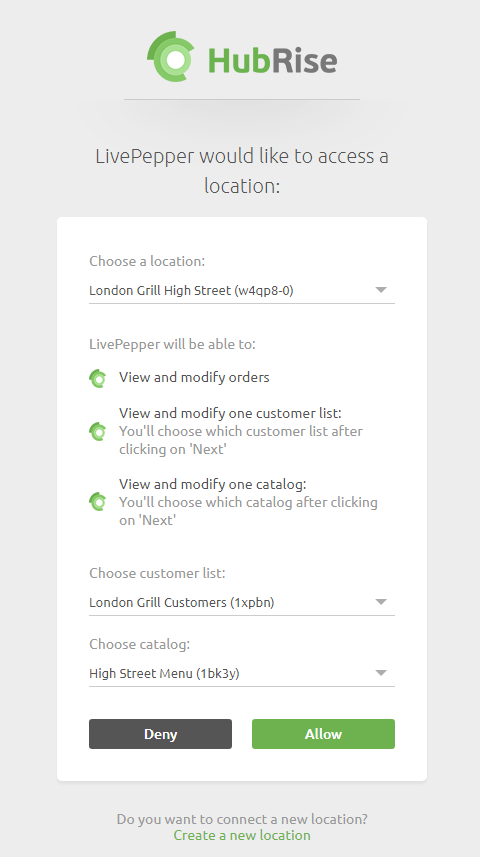 HubRise
LivePepper would like to access a
location:
Choose a location:
London Grill High Street (w4qp8-0)
LivePepper will be able to:
View and modify orders
View and modify one customer list:
You'll choose which customer list after
clicking on 'Next'
View and modify one catalog:
You'll choose which catalog after clicking
on 'Next'
Choose customer list:
London Grill Customers (1xpbn)
Choose catalog:
High Street Menu (1bk3y)
Deny
Allow
Do you want to connect a new location?
Create a new location